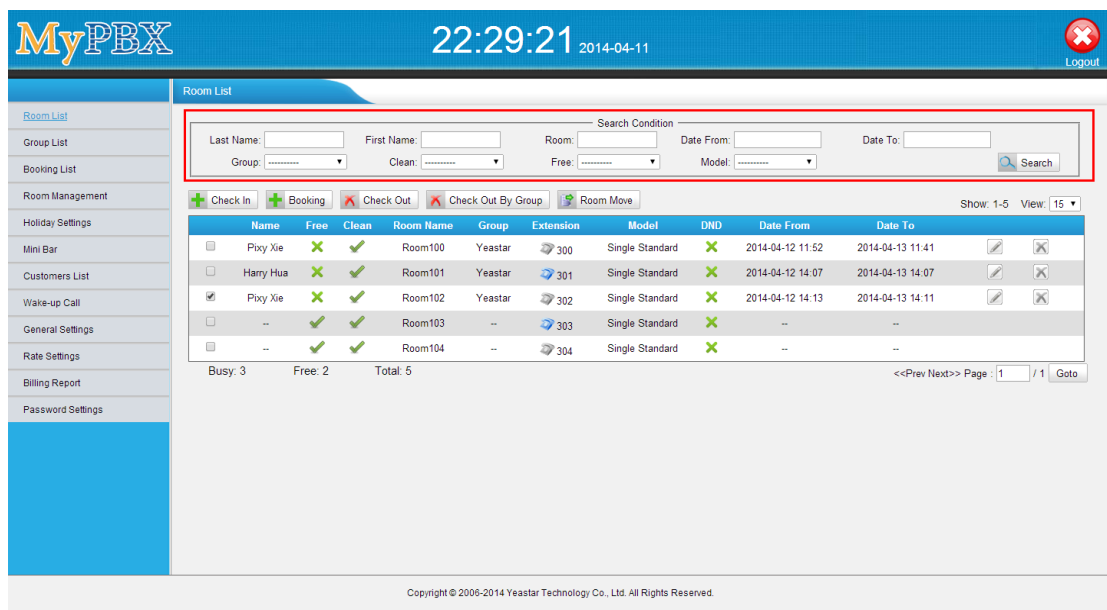 MyPBX
22:29:21 2014-04-11
Logout
Room List
Room List
Group List
Booking List
Room Management
Holiday Settings
Mini Bar
Customers List
Wake-up Call
General Settings
Rate Settings
Billing Report
Password Settings
Search Condition
Last Name: First Name: Room: Date From: Date To:
Group: ---------- Clean: ---------- Free: ---------- Model: ---------- Search
Check In Booking Check Out Check Out By Group Room Move Show: 1-5 View: 15
Name Free Clean Room Name Group Extension Model DND Date From Date To
Pixy Xie Room100 Yeastar 300 Single Standard 2014-04-12 11:52 2014-04-13 11:41
Harry Hua Room101 Yeastar 301 Single Standard 2014-04-12 14:07 2014-04-13 14:07
Pixy Xie Room102 Yeastar 302 Single Standard 2014-04-12 14:13 2014-04-13 14:11
-- Room103 -- 303 Single Standard -- --
-- Room104 -- 304 Single Standard -- --
Busy: 3 Free: 2 Total: 5 <<Prev Next>> Page : 1 / 1 Goto
Copyright © 2006-2014 Yeastar Technology Co., Ltd. All Rights Reserved.